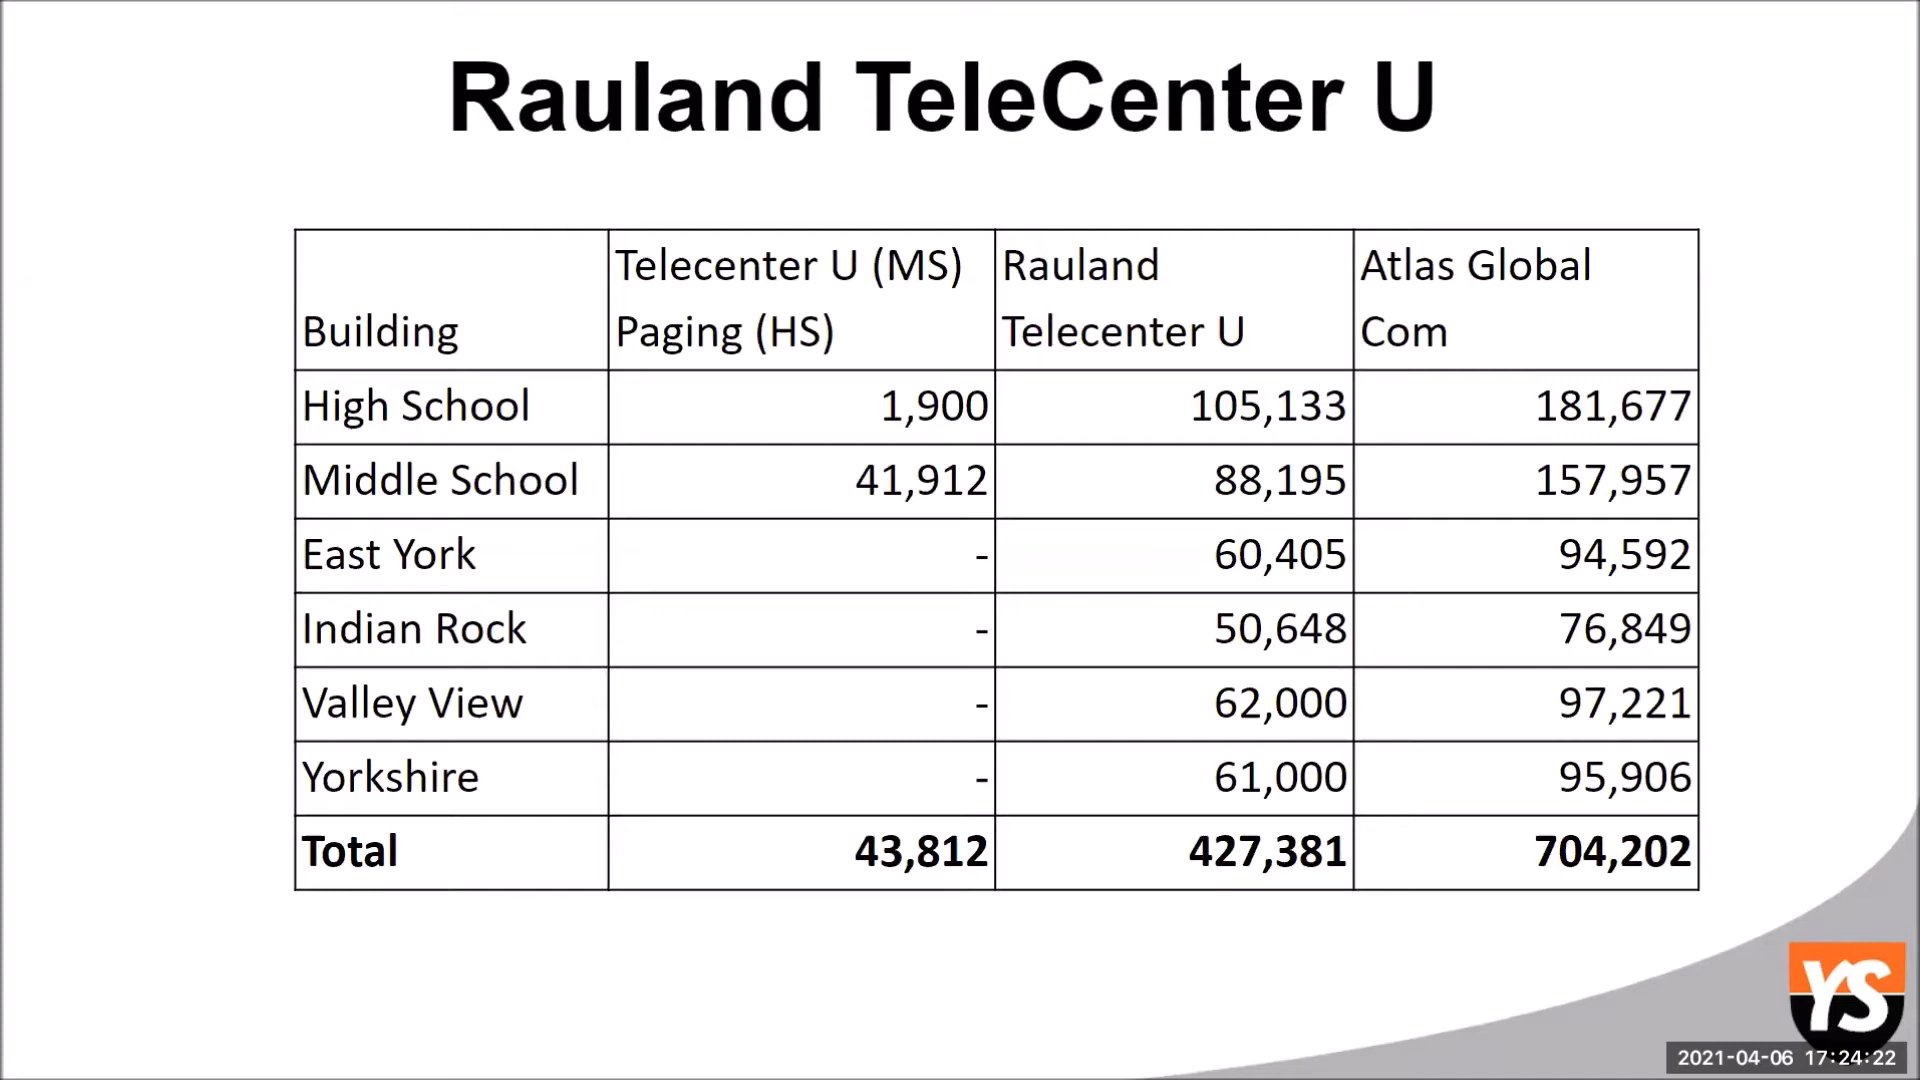 Rauland TeleCenter U
Building Telecenter U (MS) Paging (HS) Rauland Telecenter U Atlas Global Com
High School 1,900 105,133 181,677
Middle School 41,912 88,195 157,957
East York - 60,405 94,592
Indian Rock - 50,648 76,849
Valley View - 62,000 97,221
Yorkshire - 61,000 95,906
Total 43,812 427,381 704,202
YS
2021-04-06 17:24:22